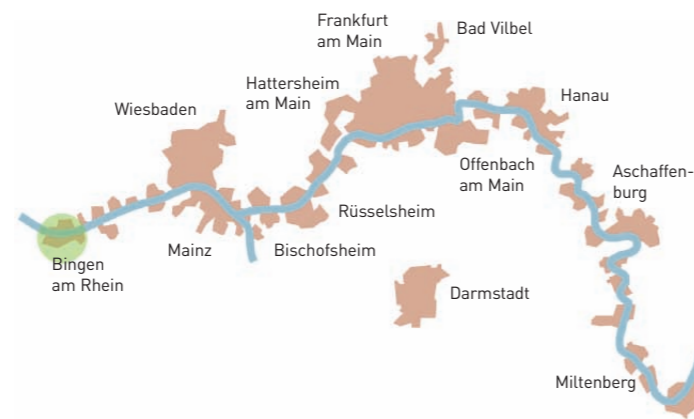 Frankfurt
am Main
Bad Vilbel
Hattersheim
am Main
Wiesbaden
Hanau
Offenbach
am Main
Aschaffen-
burg
Rüsselsheim
Mainz
Bischofsheim
Bingen
am Rhein
Darmstadt
Miltenberg